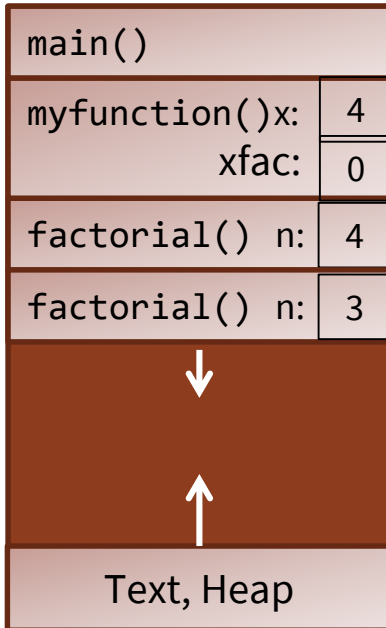 main()
myfunction()x: 4
xfac: 0
factorial() n: 4
factorial() n: 3
Text, Heap